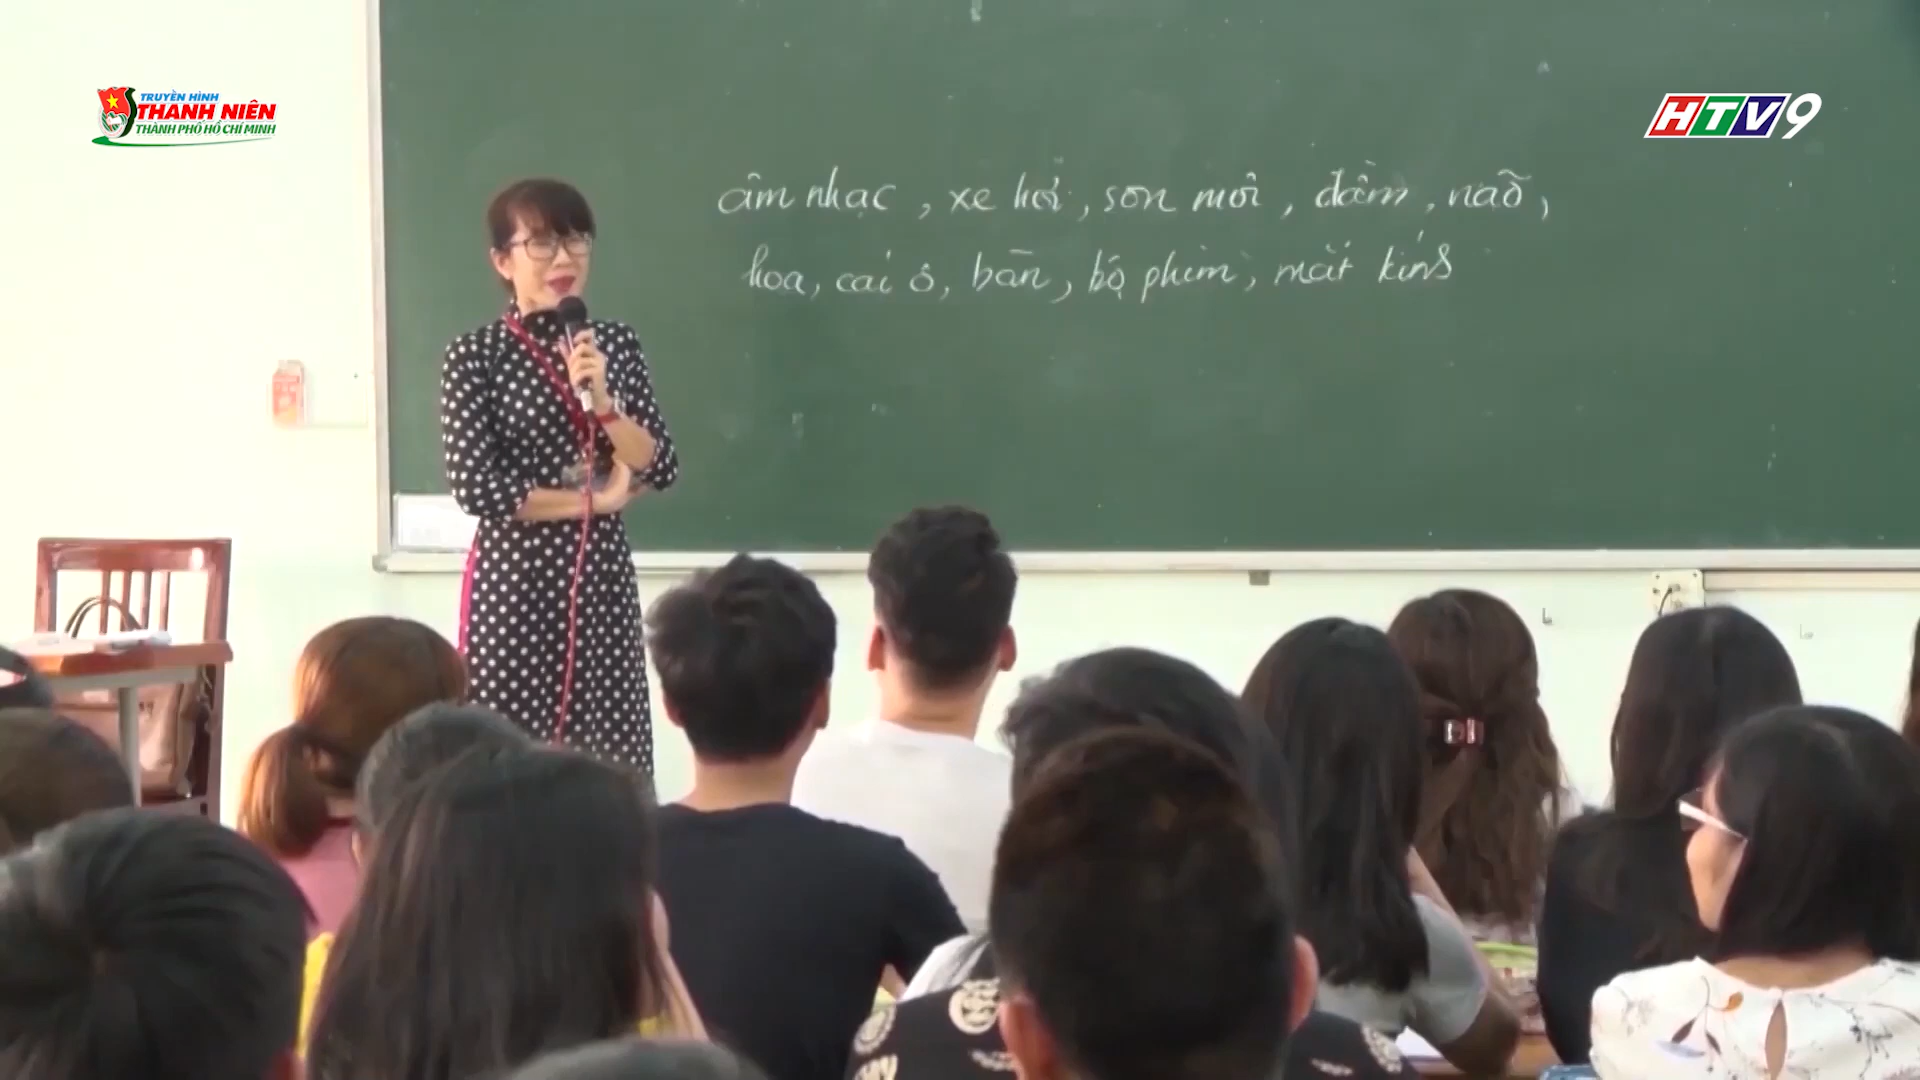 TRUYỀN HÌNH
THANH NIÊN
THÀNH PHỐ HỒ CHÍ MINH
HTV9
âm nhạc, xe hơi, son môi, đầm, não,
hoa, cái ô, bàn, bộ phim, mắt kính